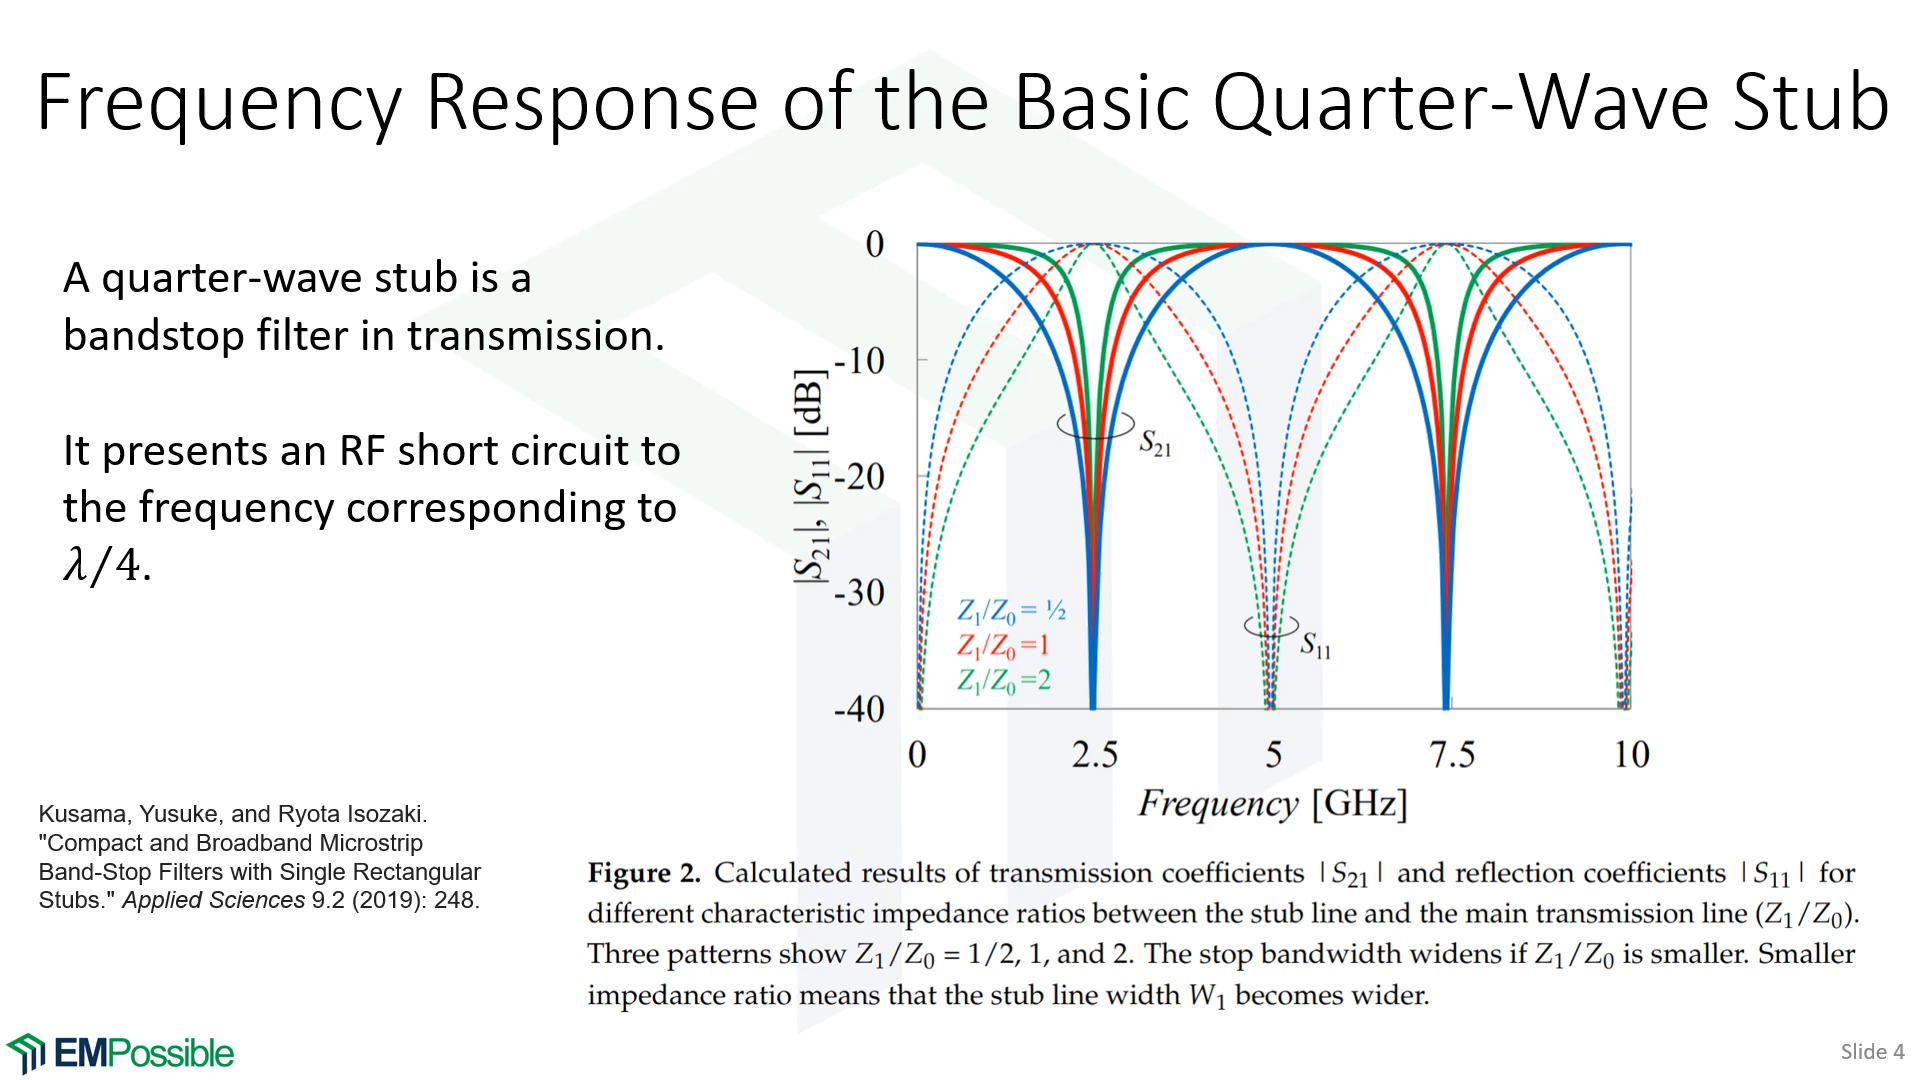 Frequency Response of the Basic Quarter-Wave Stub
A quarter-wave stub is a
bandstop filter in transmission.
It presents an RF short circuit to
the frequency corresponding to
λ/4.
Kusama, Yusuke, and Ryota Isozaki.
"Compact and Broadband Microstrip
Band-Stop Filters with Single Rectangular
Stubs." Applied Sciences 9.2 (2019): 248.
|S21|, |S11| [dB]
0
-10
-20
-30
-40
S21
S11
Z1/Z0 = ½
Z1/Z0 =1
Z1/Z0 =2
0 2.5 5 7.5 10
Frequency [GHz]
Figure 2. Calculated results of transmission coefficients |S21| and reflection coefficients |S11| for
different characteristic impedance ratios between the stub line and the main transmission line (Z1/Z0).
Three patterns show Z1/Z0 = 1/2, 1, and 2. The stop bandwidth widens if Z1/Z0 is smaller. Smaller
impedance ratio means that the stub line width W1 becomes wider.
EMPossible
Slide 4